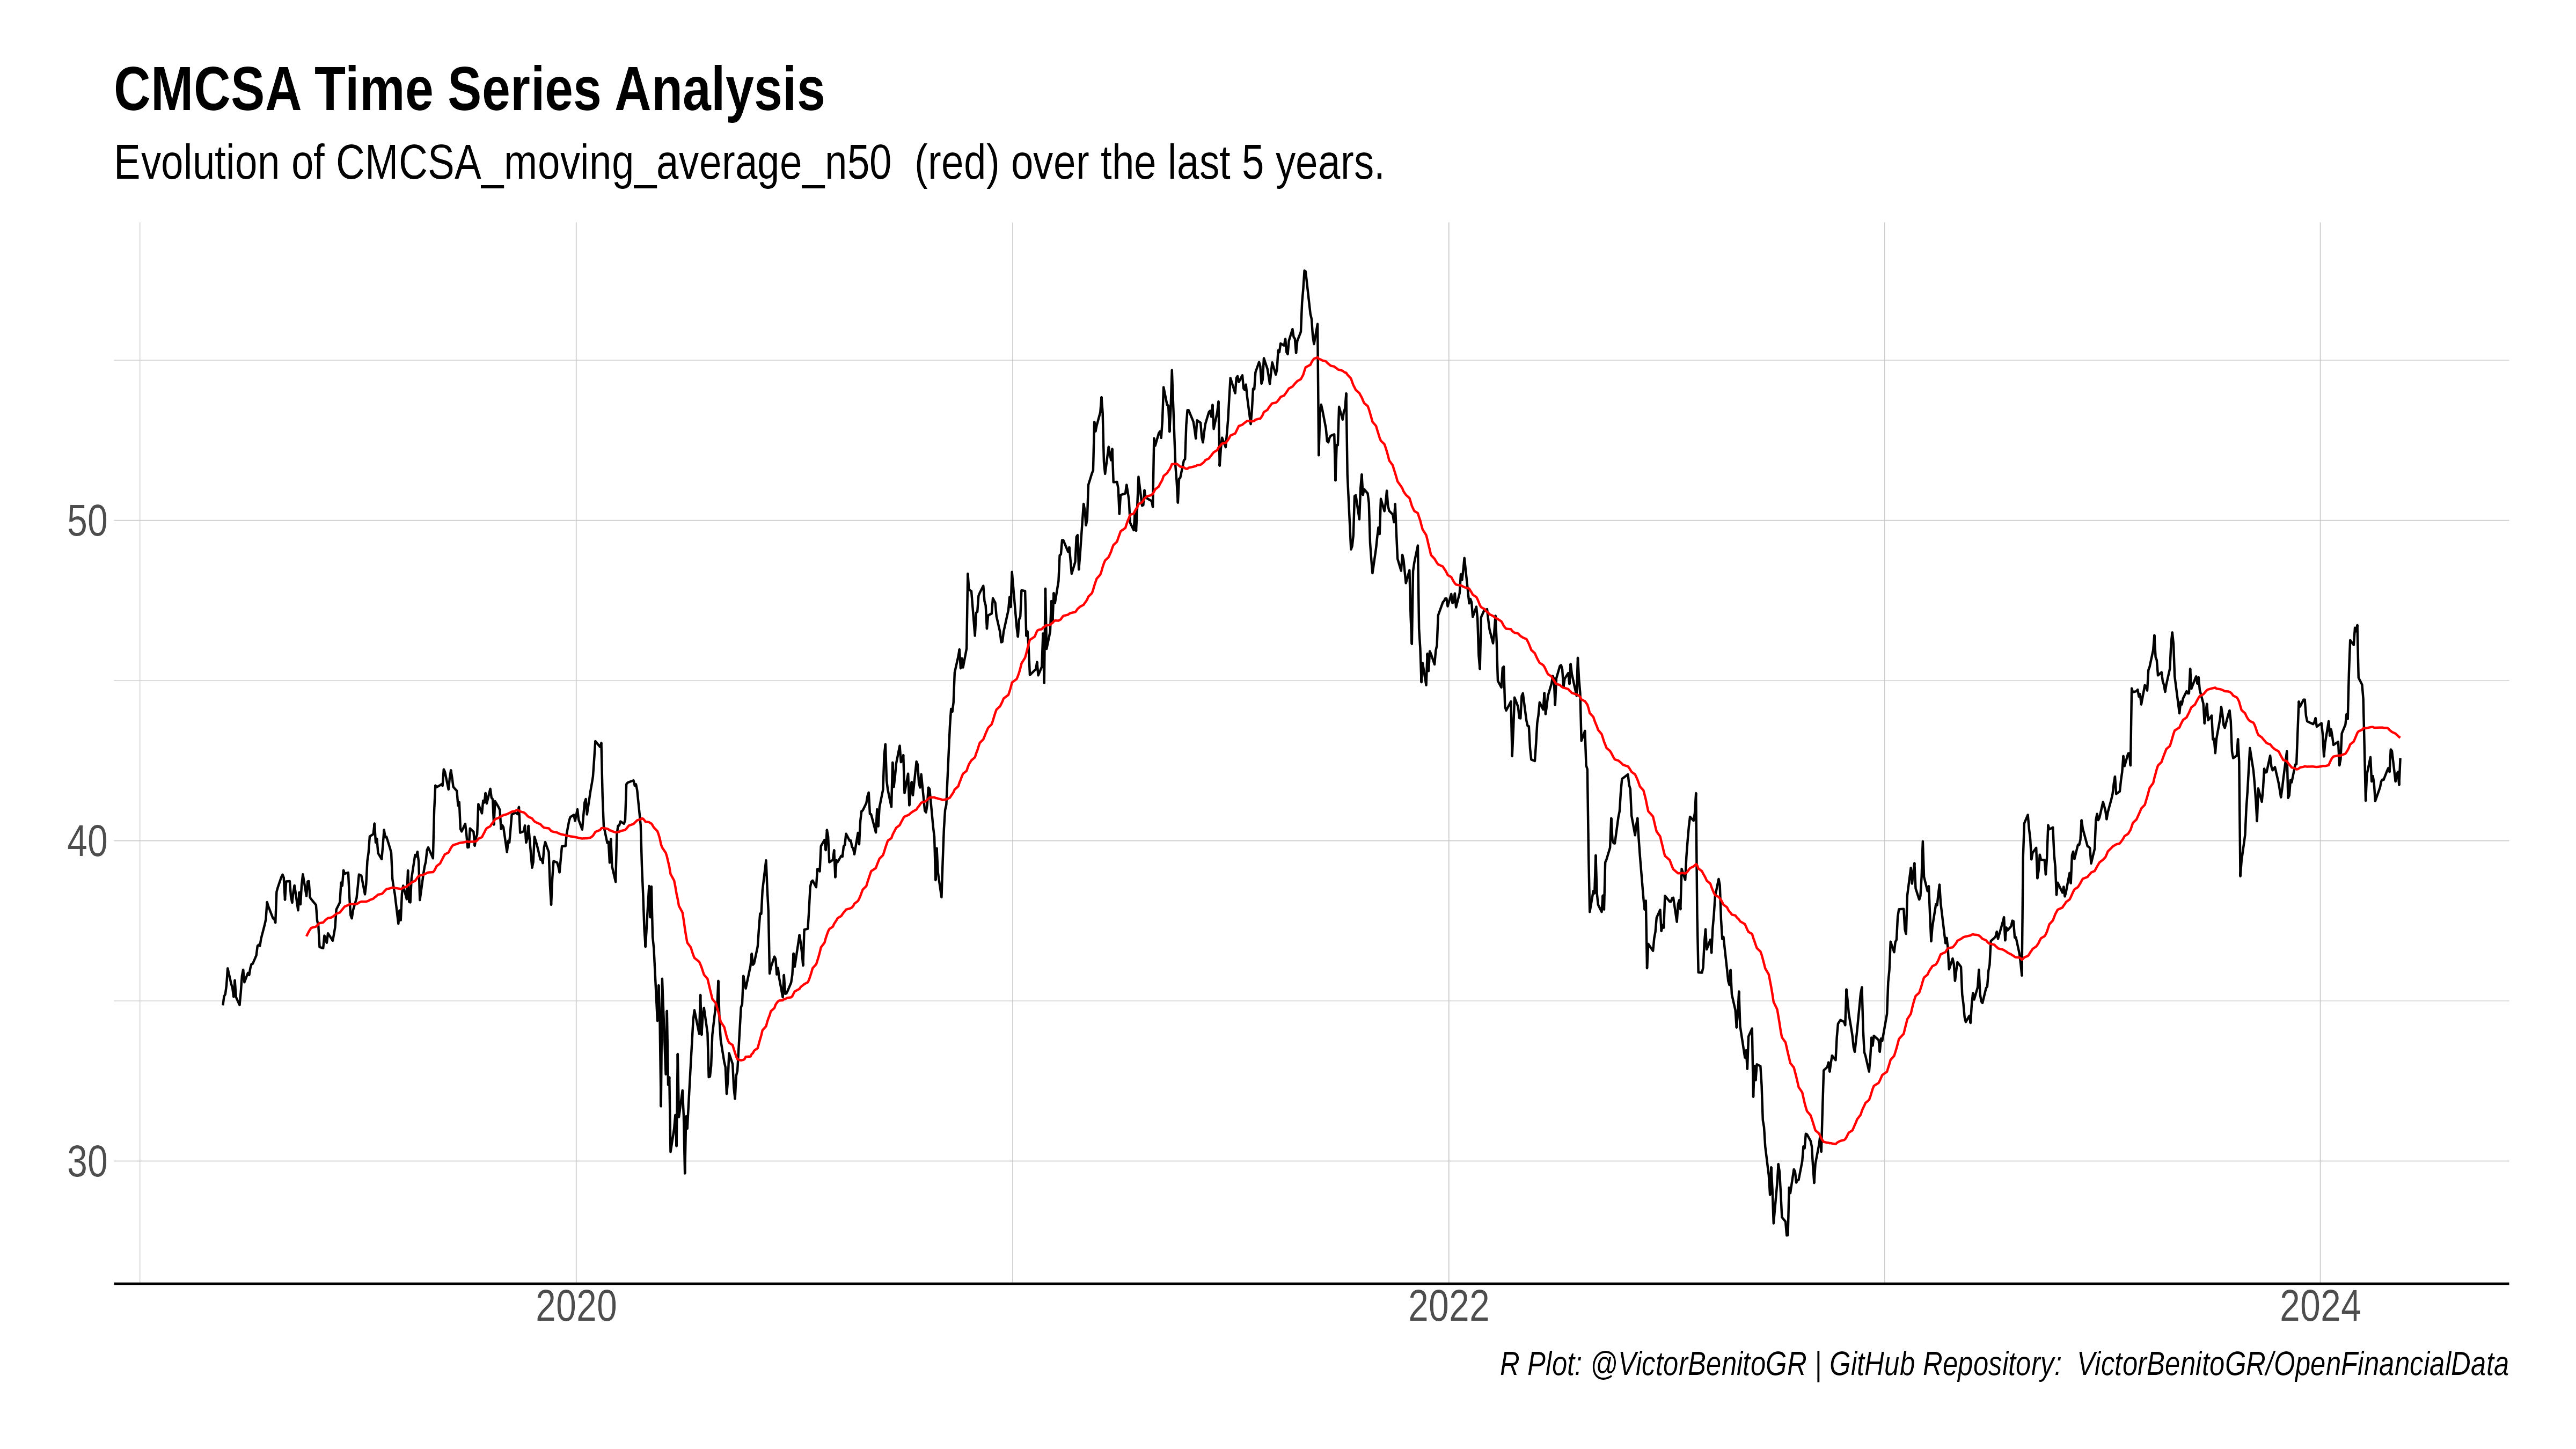 CMCSA Time Series Analysis
Evolution of CMCSA_moving_average_n50  (red) over the last 5 years.
50
40
30
2020
2022
2024
R Plot: @VictorBenitoGR | GitHub Repository:  VictorBenitoGR/OpenFinancialData